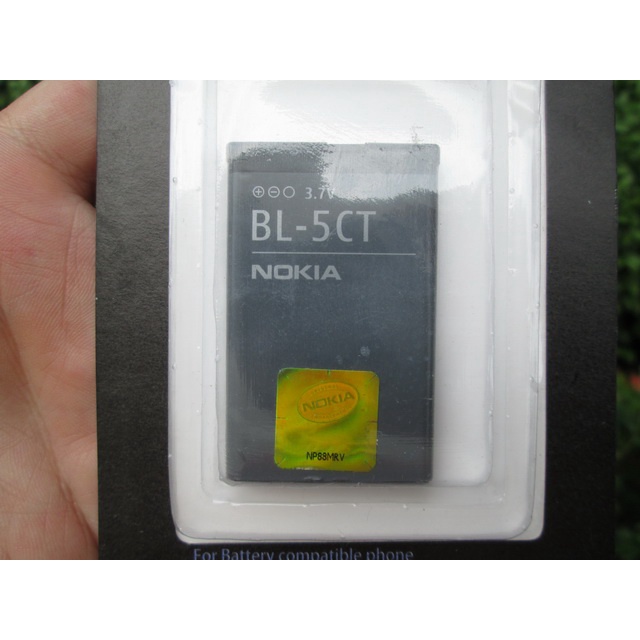 ⊕⊖○ 3.7V
BL-5CT
NOKIA
NOKIA
NP88MRV
For Battery compatible phone